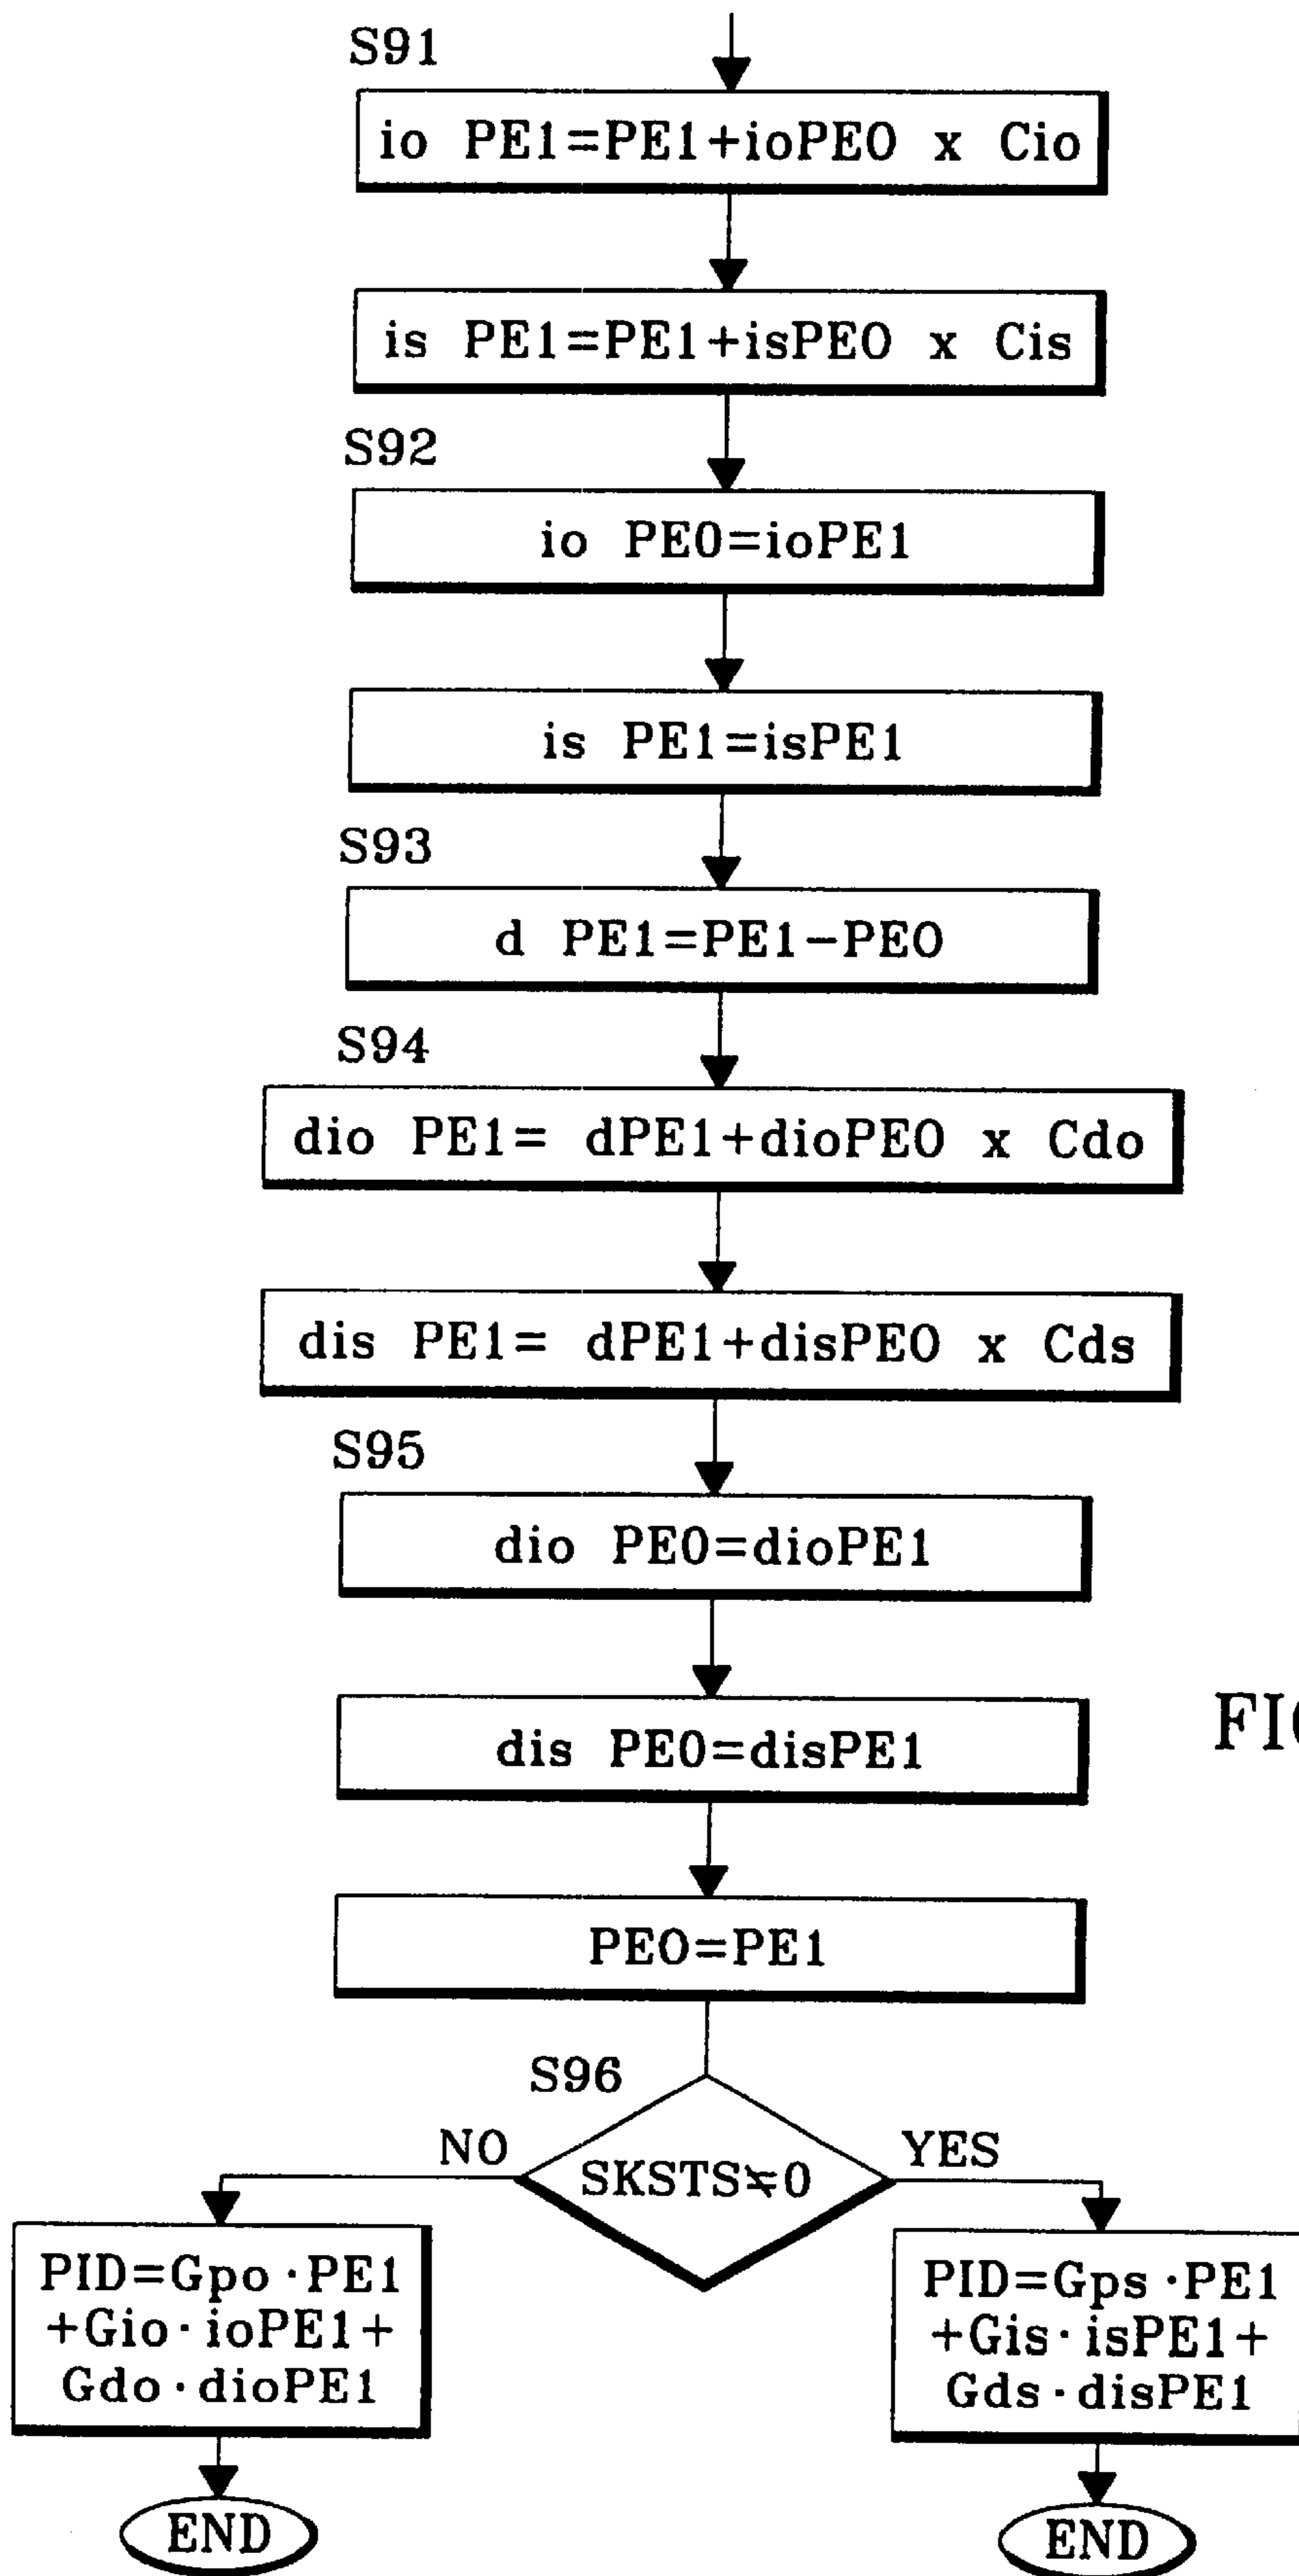 S91
io PE1=PE1+ioPE0 x Cio
is PE1=PE1+isPE0 x Cis
S92
io PE0=ioPE1
is PE1=isPE1
S93
d PE1=PE1-PE0
S94
dio PE1= dPE1+dioPE0 x Cdo
dis PE1= dPE1+disPE0 x Cds
S95
dio PE0=dioPE1
dis PE0=disPE1
PE0=PE1
S96
NO
SKSTS≠0
YES
PID=Gpo·PE1
+Gio·ioPE1+
Gdo·dioPE1
PID=Gps·PE1
+Gis·isPE1+
Gds·disPE1
END
END